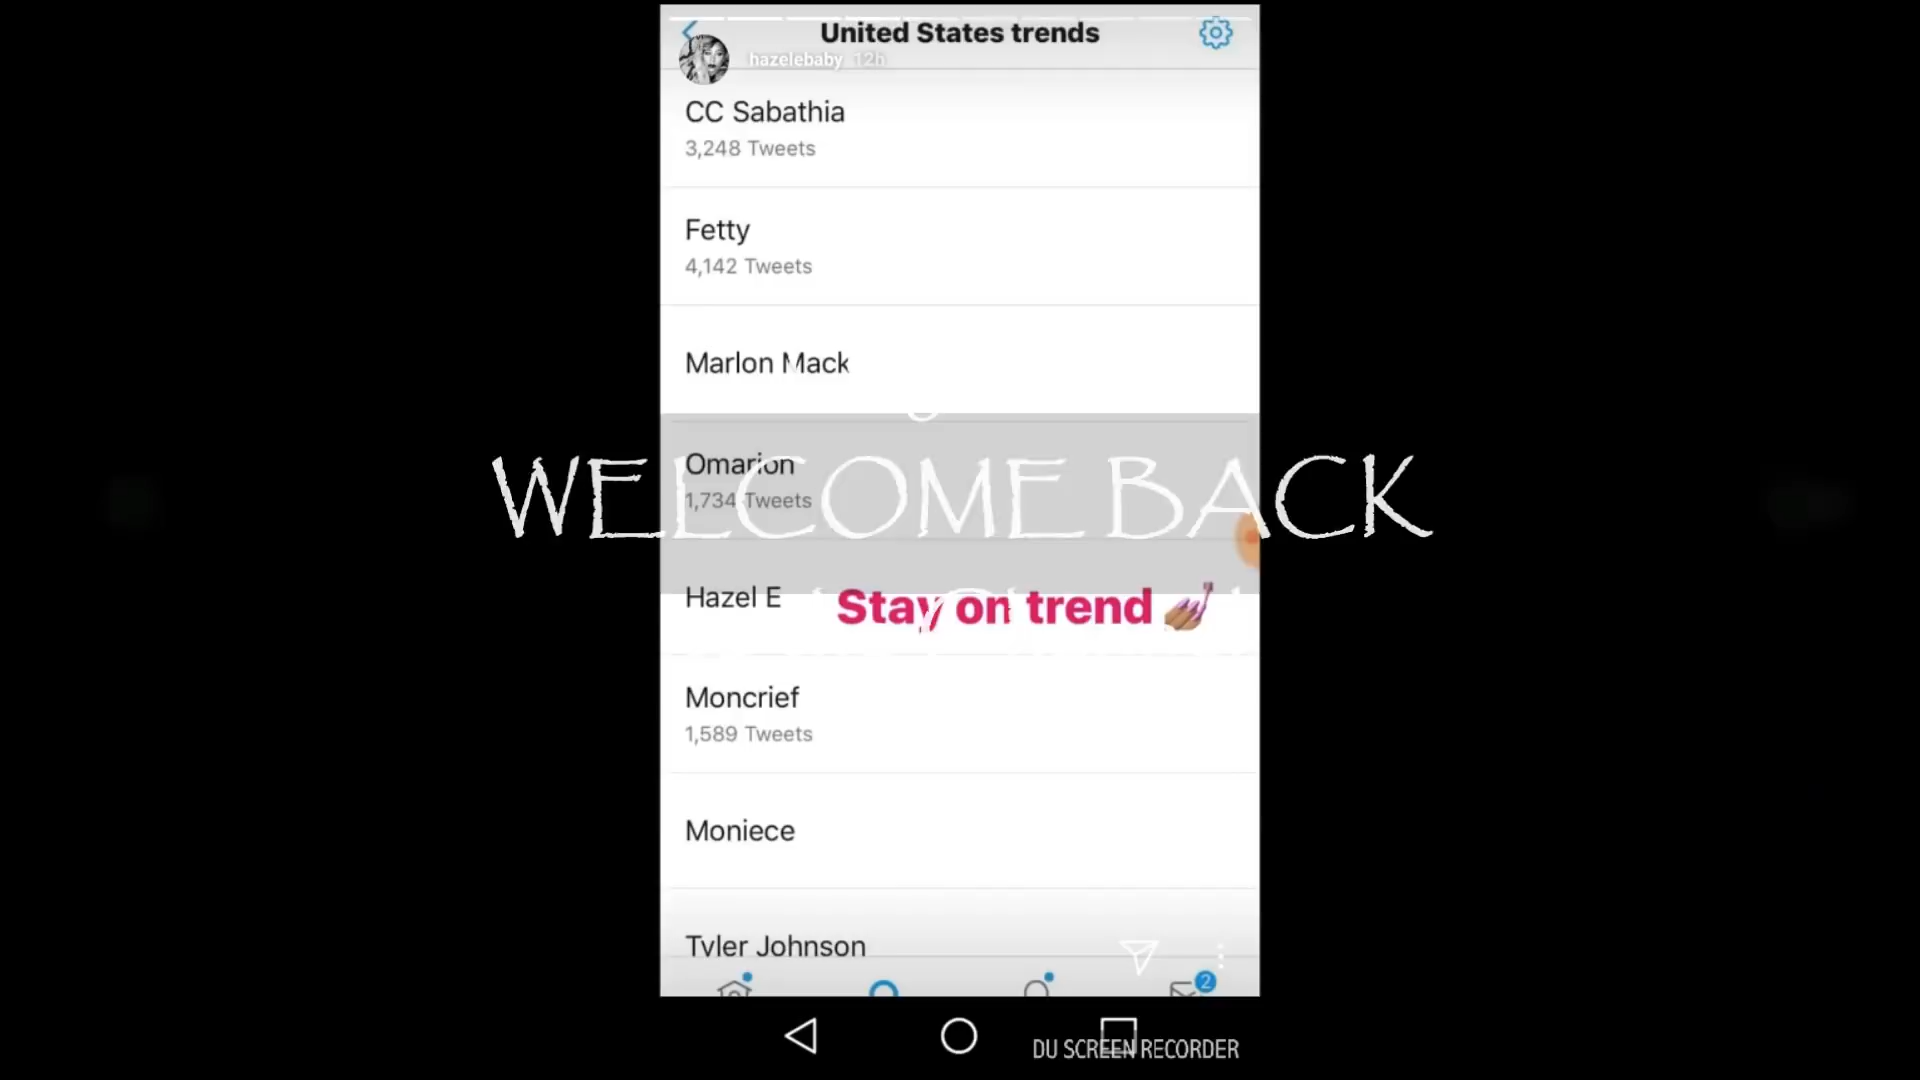 United States trends
hazelebaby 12h
CC Sabathia
3,248 Tweets
Fetty
4,142 Tweets
Marlon Mack
Omarion
1,734 Tweets
WELCOME BACK
Hazel E
Stay on trend
Moncrief
1,589 Tweets
Moniece
Tyler Johnson
2
DU SCREEN RECORDER